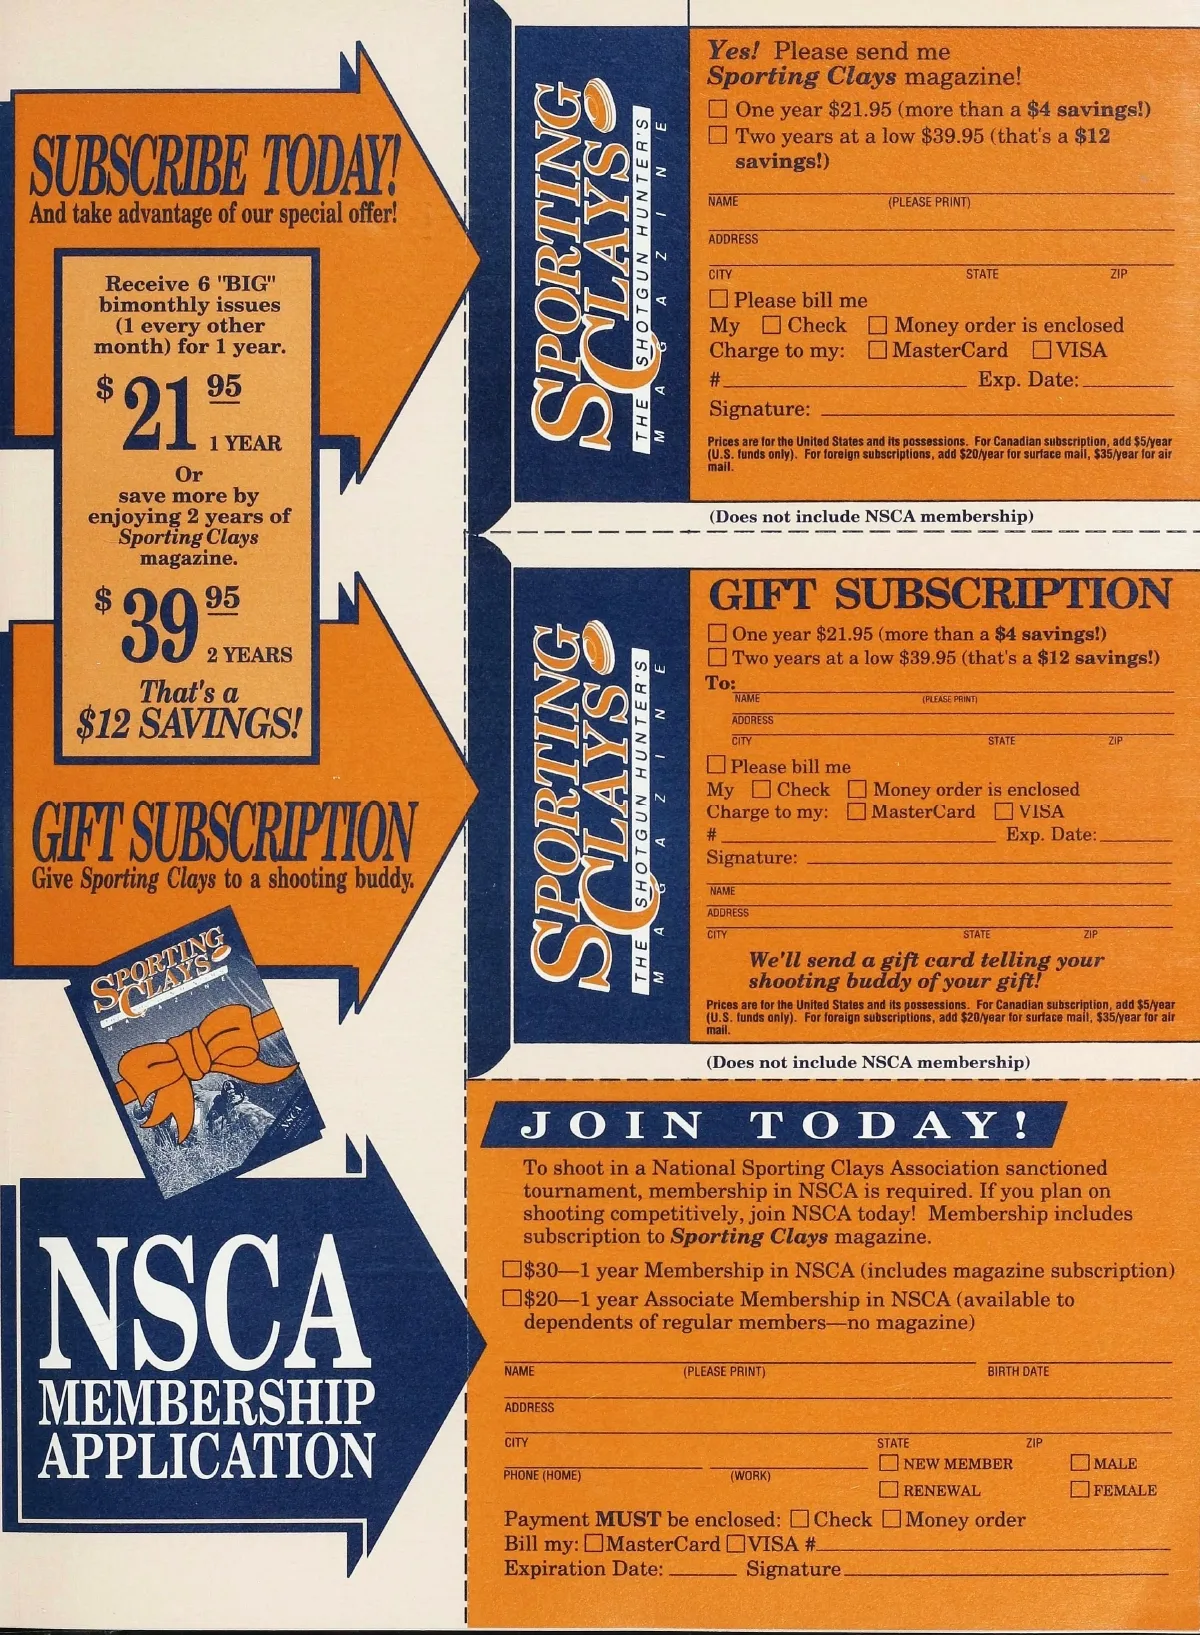 SUBSCRIBE TODAY!
And take advantage of our special offer!
Receive 6 "BIG"
bimonthly issues
(1 every other
month) for 1 year.
$21 95
1 YEAR
Or
save more by
enjoying 2 years of
Sporting Clays
magazine.
$39 95
2 YEARS
That's a
$12 SAVINGS!
GIFT SUBSCRIPTION
Give Sporting Clays to a shooting buddy.
SPORTING
CLAYS
MAGAZINE
NSCA
NSCA
MEMBERSHIP
APPLICATION
SPORTING
CLAYS
THE SHOTGUN HUNTER'S
MAGAZINE
Yes! Please send me
Sporting Clays magazine!
One year $21.95 (more than a $4 savings!)
Two years at a low $39.95 (that's a $12
savings!)
NAME (PLEASE PRINT)
ADDRESS
CITY STATE ZIP
Please bill me
My Check Money order is enclosed
Charge to my: MasterCard VISA
# Exp. Date:
Signature:
Prices are for the United States and its possessions. For Canadian subscription, add $5/year
(U.S. funds only). For foreign subscriptions, add $20/year for surface mail, $35/year for air
mail.
(Does not include NSCA membership)
SPORTING
CLAYS
THE SHOTGUN HUNTER'S
MAGAZINE
GIFT SUBSCRIPTION
One year $21.95 (more than a $4 savings!)
Two years at a low $39.95 (that's a $12 savings!)
To:
NAME (PLEASE PRINT)
ADDRESS
CITY STATE ZIP
Please bill me
My Check Money order is enclosed
Charge to my: MasterCard VISA
# Exp. Date:
Signature:
NAME
ADDRESS
CITY STATE ZIP
We'll send a gift card telling your
shooting buddy of your gift!
Prices are for the United States and its possessions. For Canadian subscription, add $5/year
(U.S. funds only). For foreign subscriptions, add $20/year for surface mail, $35/year for air
mail.
(Does not include NSCA membership)
JOIN TODAY!
To shoot in a National Sporting Clays Association sanctioned
tournament, membership in NSCA is required. If you plan on
shooting competitively, join NSCA today! Membership includes
subscription to Sporting Clays magazine.
$30—1 year Membership in NSCA (includes magazine subscription)
$20—1 year Associate Membership in NSCA (available to
dependents of regular members—no magazine)
NAME (PLEASE PRINT) BIRTH DATE
ADDRESS
CITY STATE ZIP
PHONE (HOME) (WORK)
NEW MEMBER MALE
RENEWAL FEMALE
Payment MUST be enclosed: Check Money order
Bill my: MasterCard VISA #
Expiration Date: Signature